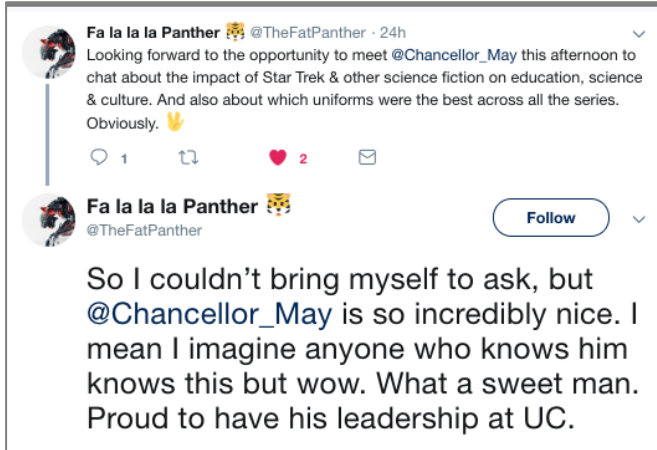 Fa la la la Panther 🐯 @TheFatPanther · 24h
Looking forward to the opportunity to meet @Chancellor_May this afternoon to
chat about the impact of Star Trek & other science fiction on education, science
& culture. And also about which uniforms were the best across all the series.
Obviously. 🖖
1 2
Fa la la la Panther 🐯
@TheFatPanther
Follow
So I couldn’t bring myself to ask, but
@Chancellor_May is so incredibly nice. I
mean I imagine anyone who knows him
knows this but wow. What a sweet man.
Proud to have his leadership at UC.